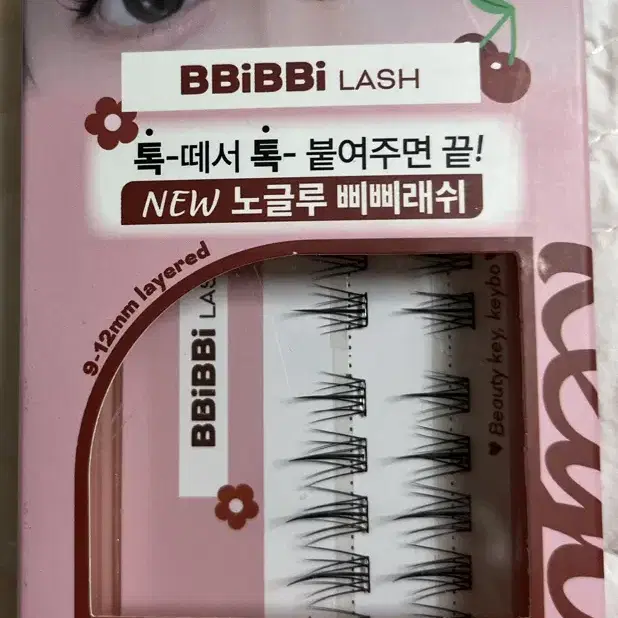 BBiBBi LASH
톡-떼서 톡- 붙여주면 끝!
NEW 노글루 삐삐래쉬
9-12mm layered
BBiBBi LASH
♥ Beauty key, keybo ♥